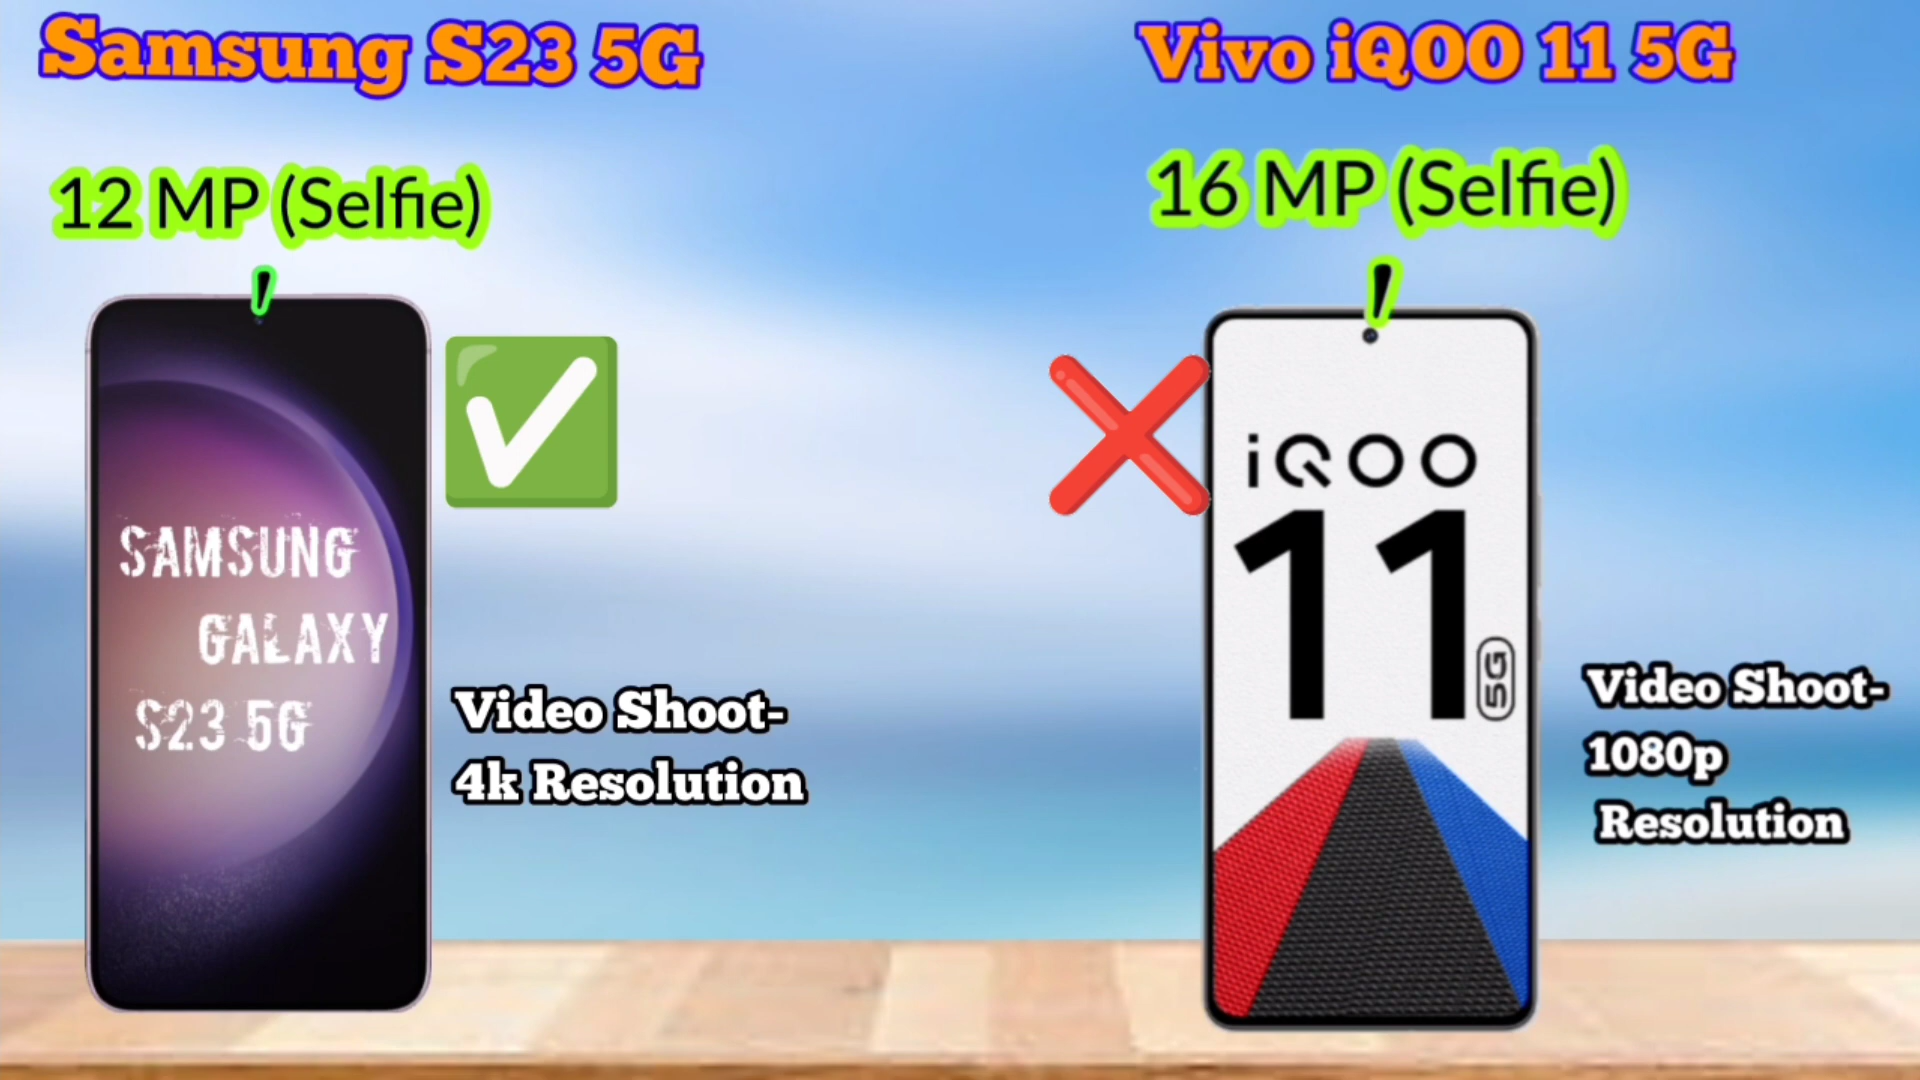 Samsung S23 5G
12 MP (Selfie)
SAMSUNG
GALAXY
S23 5G
Video Shoot-
4k Resolution
Vivo iQOO 11 5G
16 MP (Selfie)
iQOO
11
5G
Video Shoot-
1080p
Resolution